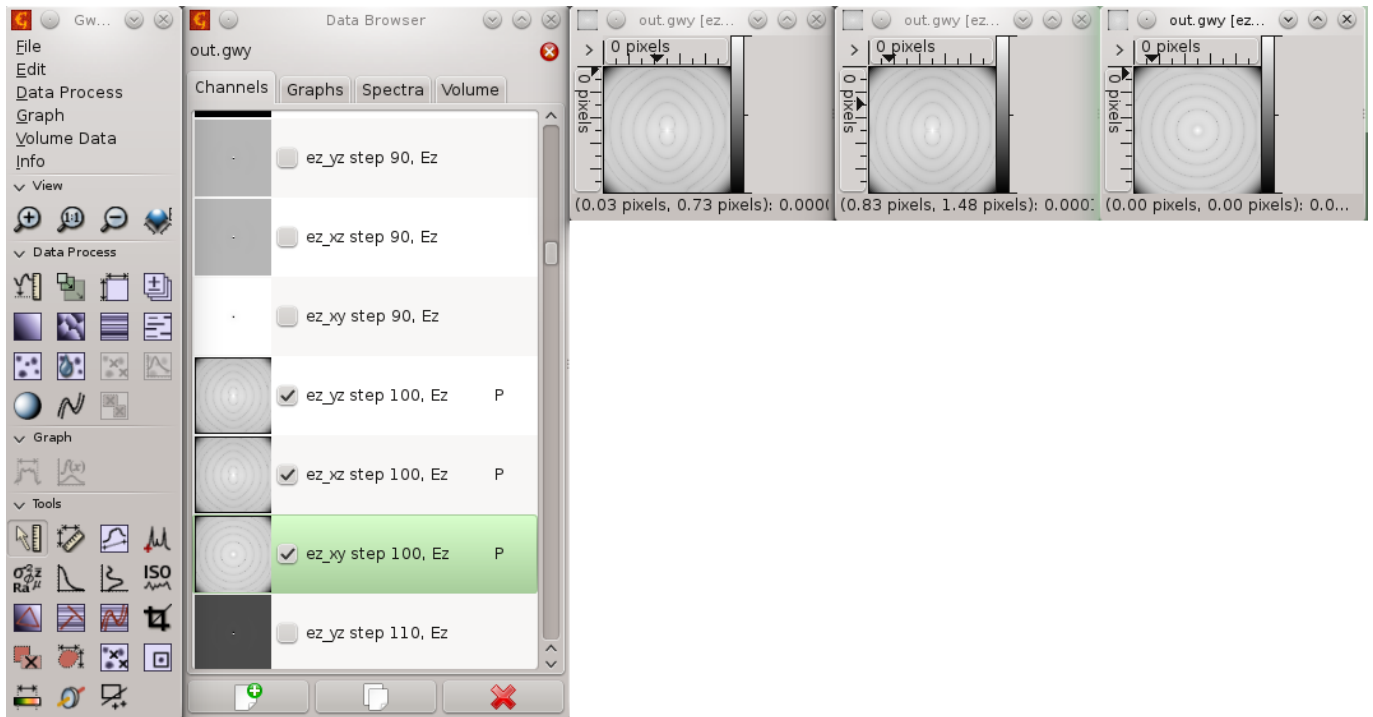 Gw...
File
Edit
Data Process
Graph
Volume Data
Info
View
1:1
Data Process
Graph
f(x)
Tools
ISO
Ra
Data Browser
out.gwy
Channels Graphs Spectra Volume
ez_yz step 90, Ez
ez_xz step 90, Ez
ez_xy step 90, Ez
ez_yz step 100, Ez P
ez_xz step 100, Ez P
ez_xy step 100, Ez P
ez_yz step 110, Ez
out.gwy [ez...
0 pixels
0 pixels
(0.03 pixels, 0.73 pixels): 0.000
out.gwy [ez...
0 pixels
0 pixels
(0.83 pixels, 1.48 pixels): 0.000
out.gwy [ez...
0 pixels
0 pixels
(0.00 pixels, 0.00 pixels): 0.0...